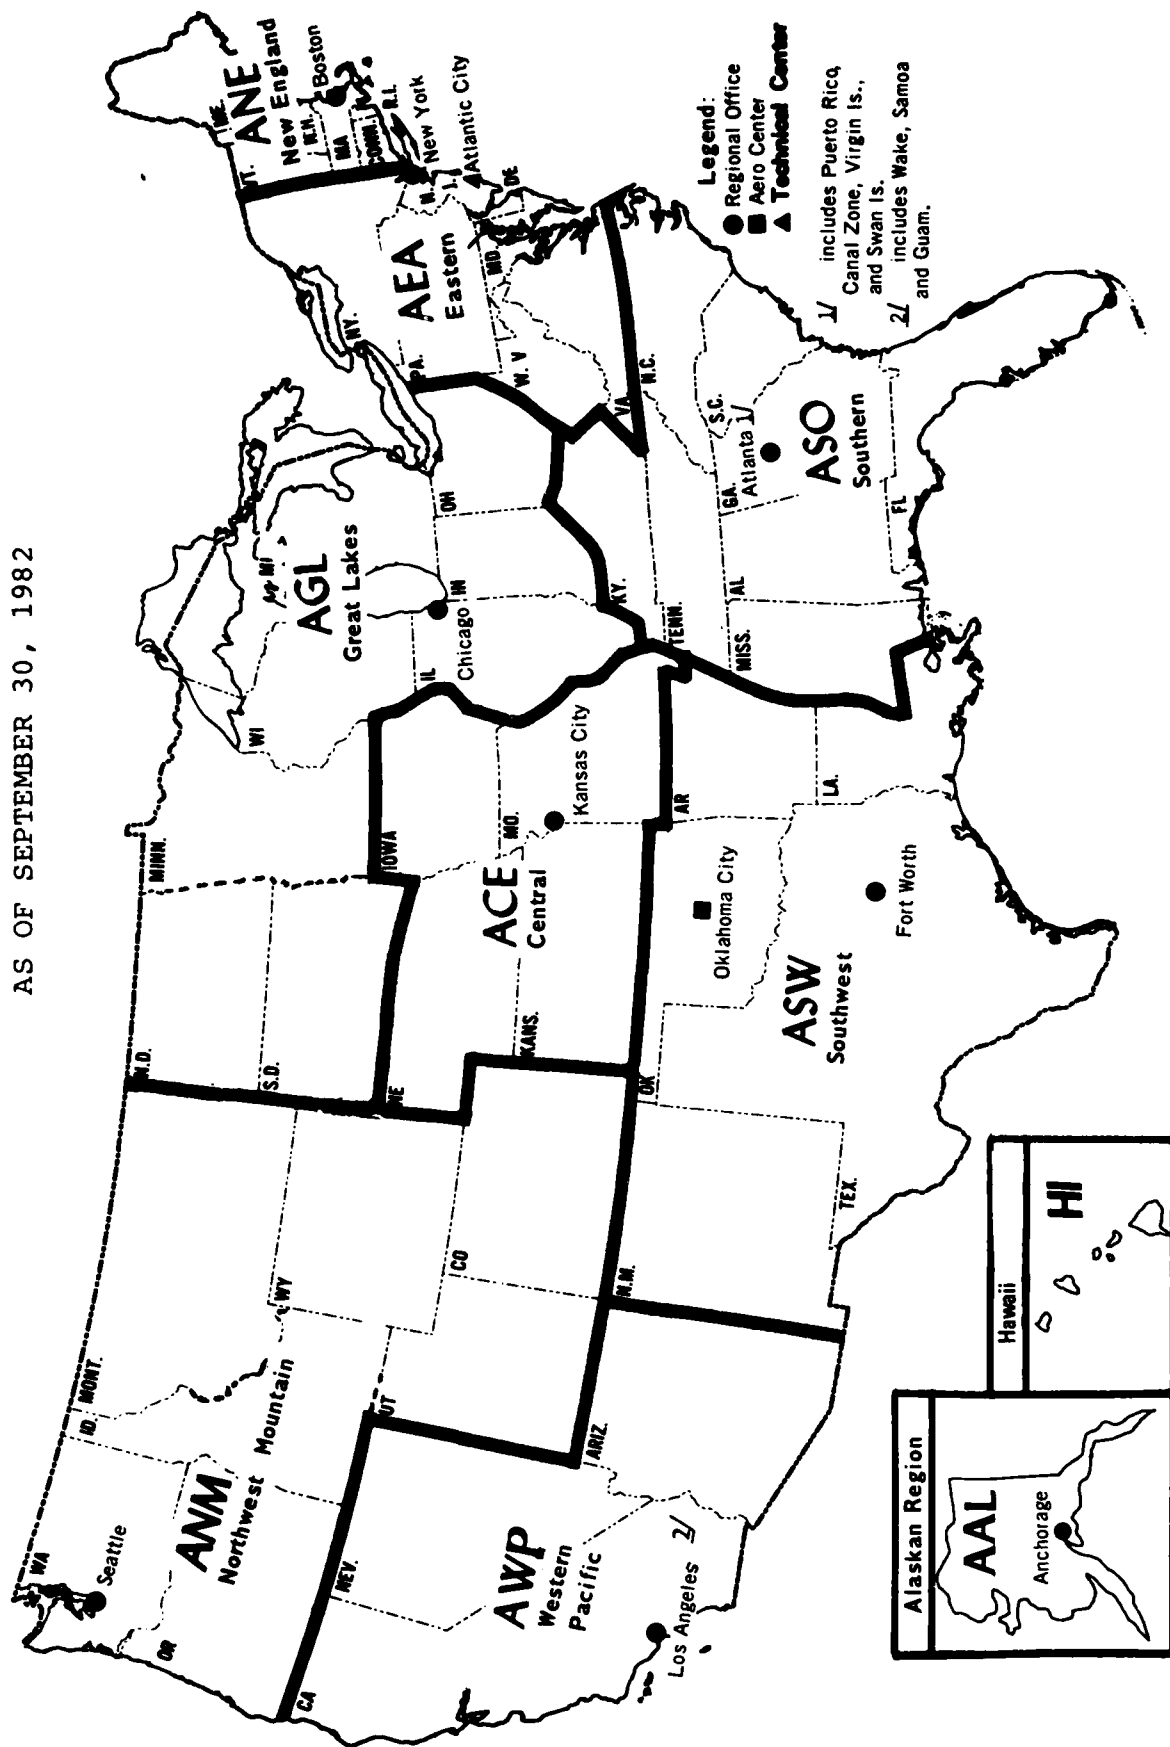 AS OF SEPTEMBER 30, 1982
WA
Seattle
OR
ID.
MONT.
ANM
Northwest Mountain
WY
UT
CO
CA
NEV.
AWP
Western
Pacific
Los Angeles 2/
ARIZ.
N.M.
N.D.
S.D.
NE
MINN.
IOWA
WI
ACE
Central
KANS.
MO.
Kansas City
AGL
Great Lakes
MI
IL
Chicago
IN
OH
ASW
Southwest
OK
Oklahoma City
AR
Fort Worth
TEX.
LA.
ASO
Southern
KY.
TENN.
MISS.
AL
GA.
Atlanta 1/
S.C.
N.C.
FL
AEA
Eastern
NY.
PA.
W. V
VA.
MD
DE
N.
J.
New York
Atlantic City
ANE
New England
ME.
VT.
N.H.
MA
CONN.
R.I.
Boston
Legend:
Regional Office
Aero Center
Technical Center
1/ includes Puerto Rico,
Canal Zone, Virgin Is.,
and Swan Is.
2/ includes Wake, Samoa
and Guam.
Alaskan Region
AAL
Anchorage
Hawaii
HI